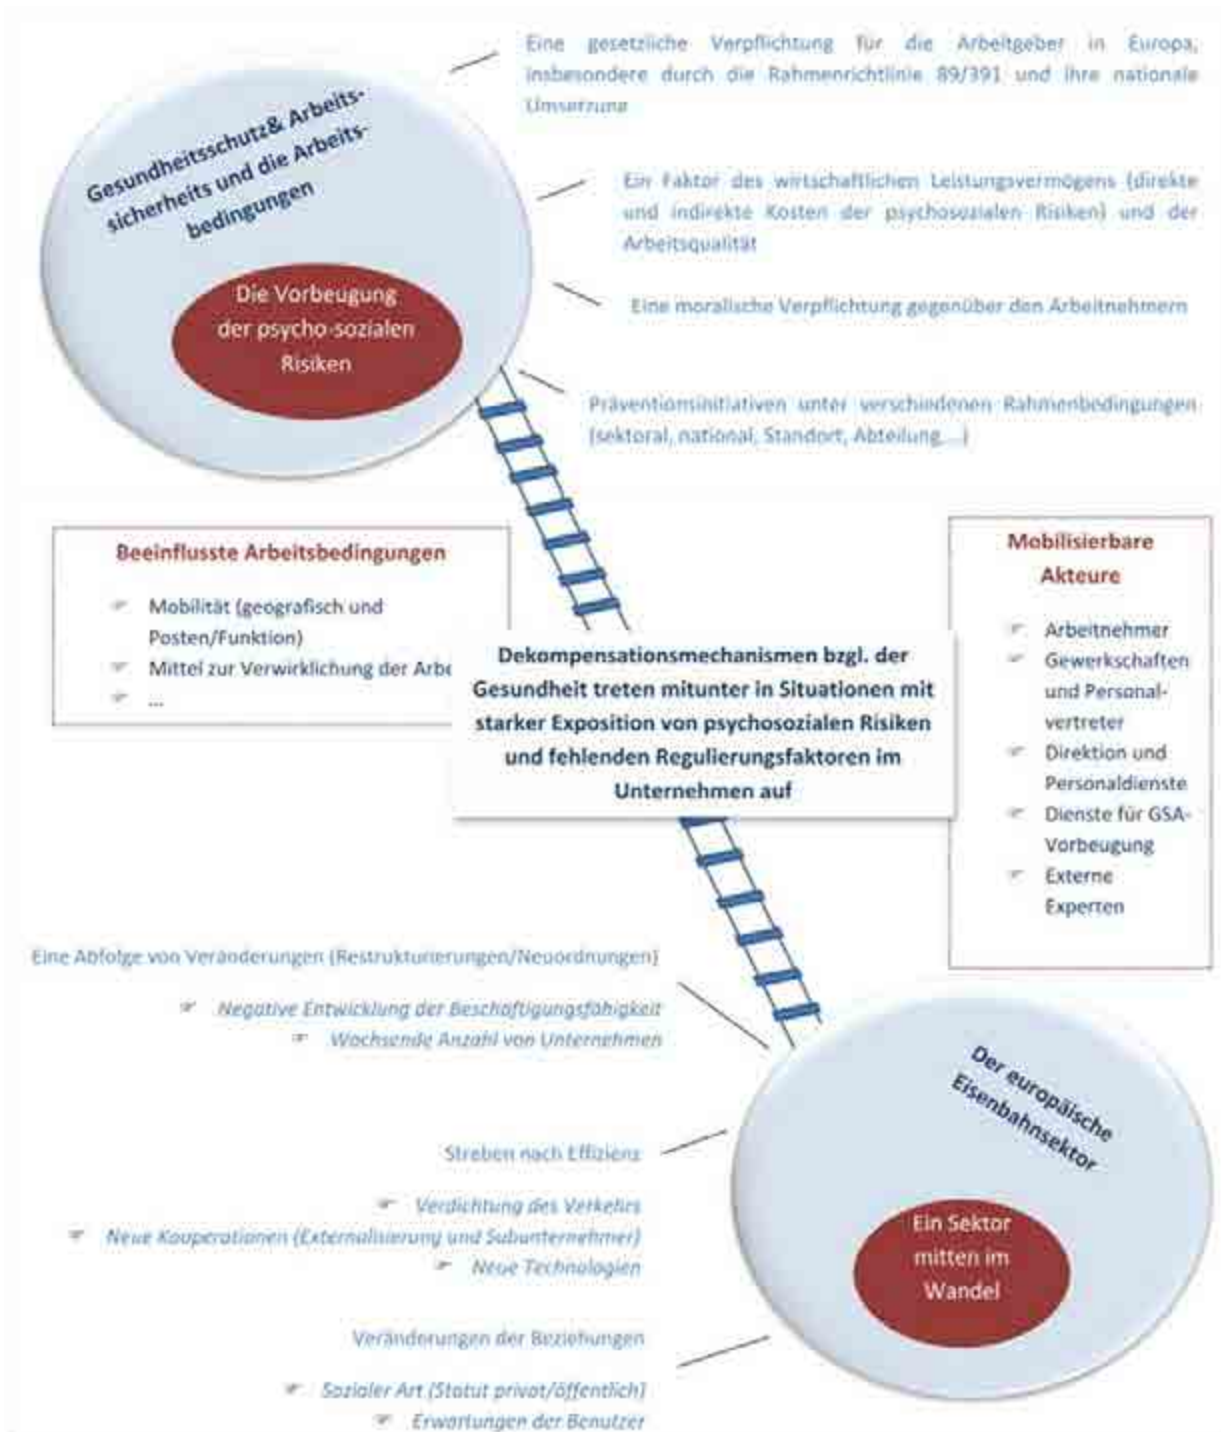 Eine gesetzliche Verpflichtung für die Arbeitgeber in Europa,
insbesondere durch die Rahmenrichtlinie 89/391 und ihre nationale
Umsetzung
Gesundheitsschutz& Arbeits-
sicherheits und die Arbeits-
bedingungen
Ein Faktor des wirtschaftlichen Leistungsvermögens (direkte
und indirekte Kosten der psychosozialen Risiken) und der
Arbeitsqualität
Die Vorbeugung
der psycho-sozialen
Risiken
Eine moralische Verpflichtung gegenüber den Arbeitnehmern
Präventionsinitiativen unter verschindenen Rahmenbedingungen
(sektoral, national, Standort, Abteilung,...)
Beeinflusste Arbeitsbedingungen
☞ Mobilität (geografisch und
Posten/Funktion)
☞ Mittel zur Verwirklichung der Arbe
☞ ...
Mobilisierbare
Akteure
☞ Arbeitnehmer
☞ Gewerkschaften
und Personal-
vertreter
☞ Direktion und
Personaldienste
☞ Dienste für GSA-
Vorbeugung
☞ Externe
Experten
Dekompensationsmechanismen bzgl. der
Gesundheit treten mitunter in Situationen mit
starker Exposition von psychosozialen Risiken
und fehlenden Regulierungsfaktoren im
Unternehmen auf
Eine Abfolge von Veränderungen (Restrukturierungen/Neuordnungen)
☞ Negative Entwicklung der Beschäftigungsfähigkeit
☞ Wachsende Anzahl von Unternehmen
Der europäische
Eisenbahnsektor
Streben nach Effizienz
☞ Verdichtung des Verkehrs
☞ Neue Kooperationen (Externalisierung und Subunternehmer)
☞ Neue Technologien
Ein Sektor
mitten im
Wandel
Veränderungen der Beziehungen
☞ Sozialer Art (Statut privat/öffentlich)
☞ Erwartungen der Benutzer